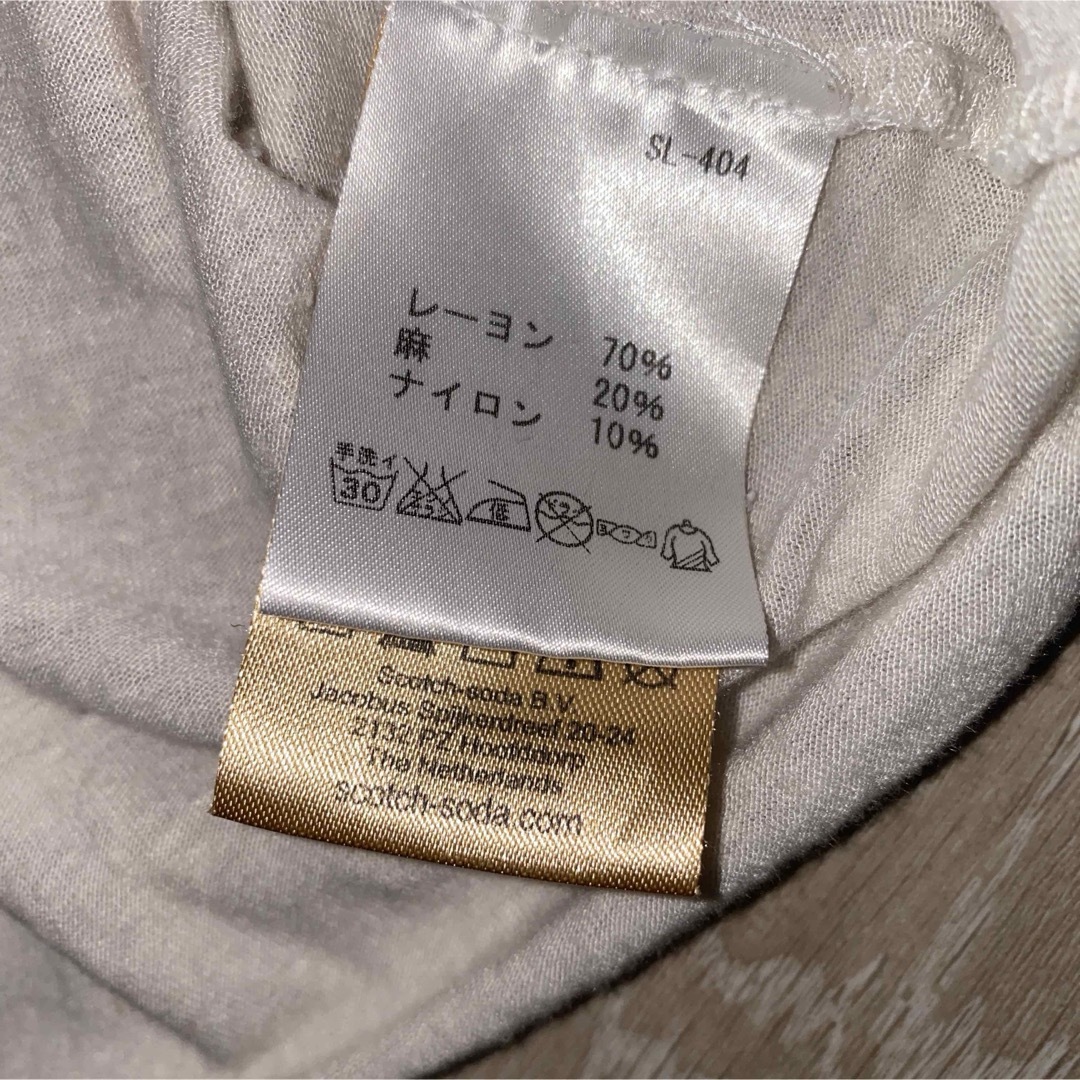 SL-404
レーヨン 70%
麻 20%
ナイロン 10%
手洗イ
30
低
Scotch-soda B.V.
Jacobus Spijkerdreef 20-24
2132 PZ Hoofddorp
The Netherlands
scotch-soda.com